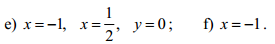 e) x = −1, x = 1/2, y = 0; f) x = −1.